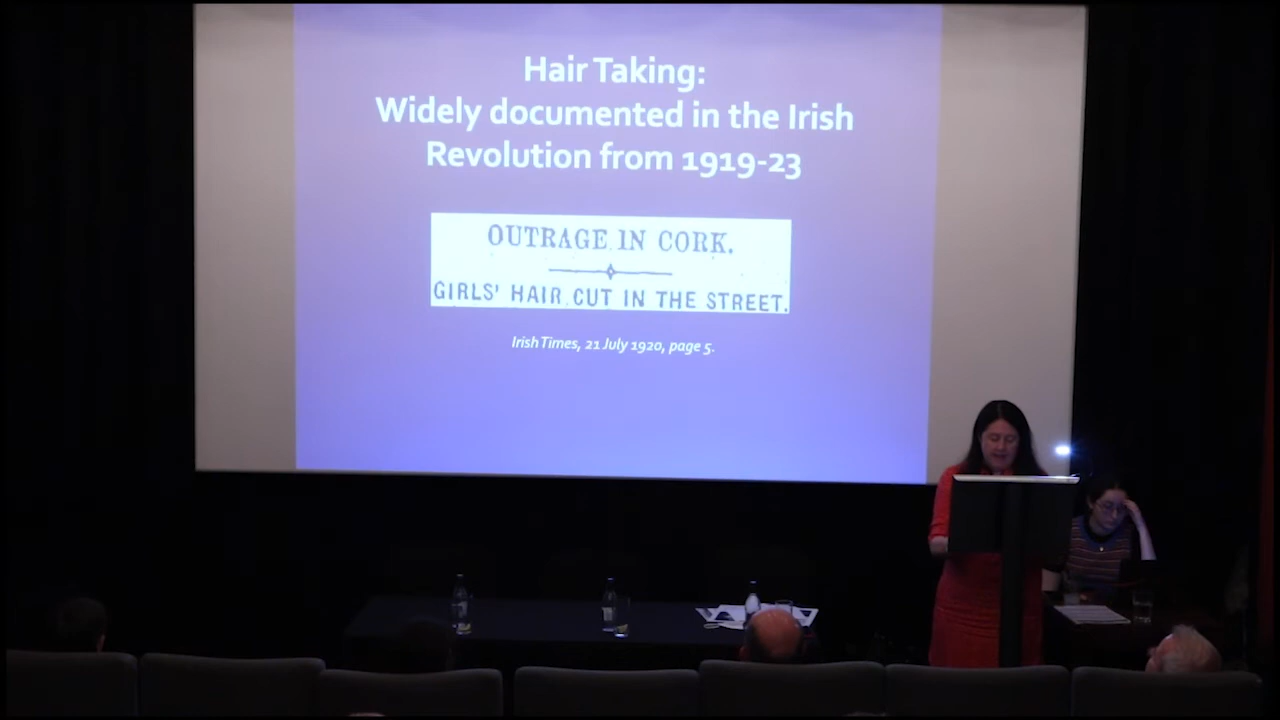 Hair Taking:
Widely documented in the Irish
Revolution from 1919-23
OUTRAGE IN CORK.
GIRLS' HAIR CUT IN THE STREET.
Irish Times, 21 July 1920, page 5.